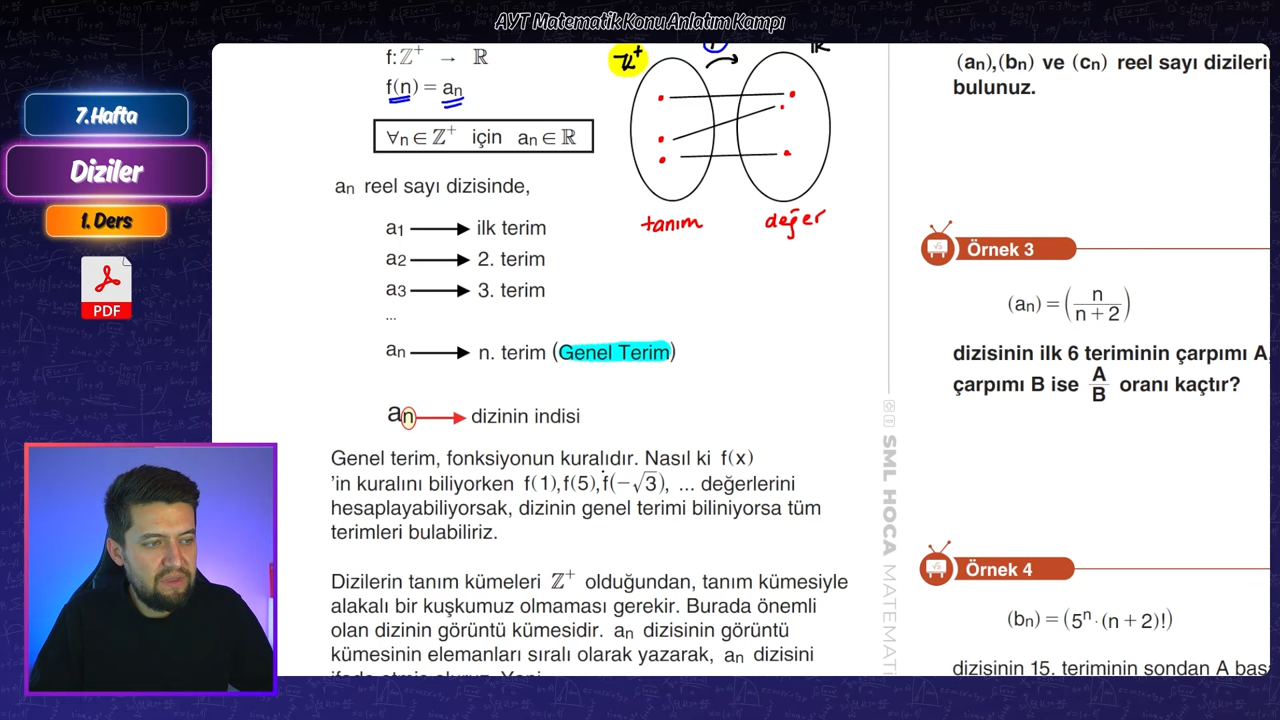 AYT Matematik Konu Anlatım Kampı
7. Hafta
Diziler
1. Ders
PDF
f: ℤ⁺ → ℝ
f(n) = aₙ
∀n ∈ ℤ⁺ için aₙ ∈ ℝ
aₙ reel sayı dizisinde,
a₁ → ilk terim
a₂ → 2. terim
a₃ → 3. terim
...
aₙ → n. terim (Genel Terim)
aₙ → dizinin indisi
Genel terim, fonksiyonun kuralıdır. Nasıl ki f(x)
'in kuralını biliyorken f(1), f(5), f(−√3), ... değerlerini
hesaplayabiliyorsak, dizinin genel terimi biliniyorsa tüm
terimleri bulabiliriz.
Dizilerin tanım kümeleri ℤ⁺ olduğundan, tanım kümesiyle
alakalı bir kuşkumuz olmaması gerekir. Burada önemli
olan dizinin görüntü kümesidir. aₙ dizisinin görüntü
kümesinin elemanları sıralı olarak yazarak, aₙ dizisini
ℤ⁺
ℝ
tanım
değer
(aₙ),(bₙ) ve (cₙ) reel sayı dizileri
bulunuz.
Örnek 3
(aₙ) = (n/(n+2))
dizisinin ilk 6 teriminin çarpımı A
çarpımı B ise A/B oranı kaçtır?
Örnek 4
(bₙ) = (5ⁿ · (n+2)!)
dizisinin 15. teriminin sondan A bas
SML HOCA MATEMATİ